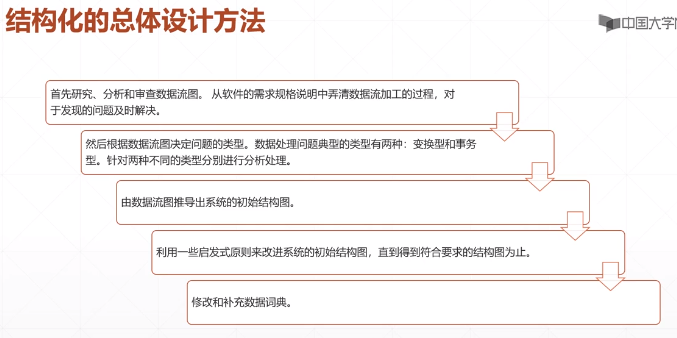 结构化的总体设计方法
中国大学
首先研究、分析和审查数据流图。 从软件的需求规格说明中弄清数据流加工的过程，对
于发现的问题及时解决。
然后根据数据流图决定问题的类型。数据处理问题典型的类型有两种：变换型和事务
型。针对两种不同的类型分别进行分析处理。
由数据流图推导出系统的初始结构图。
利用一些启发式原则来改进系统的初始结构图，直到得到符合要求的结构图为止。
修改和补充数据词典。